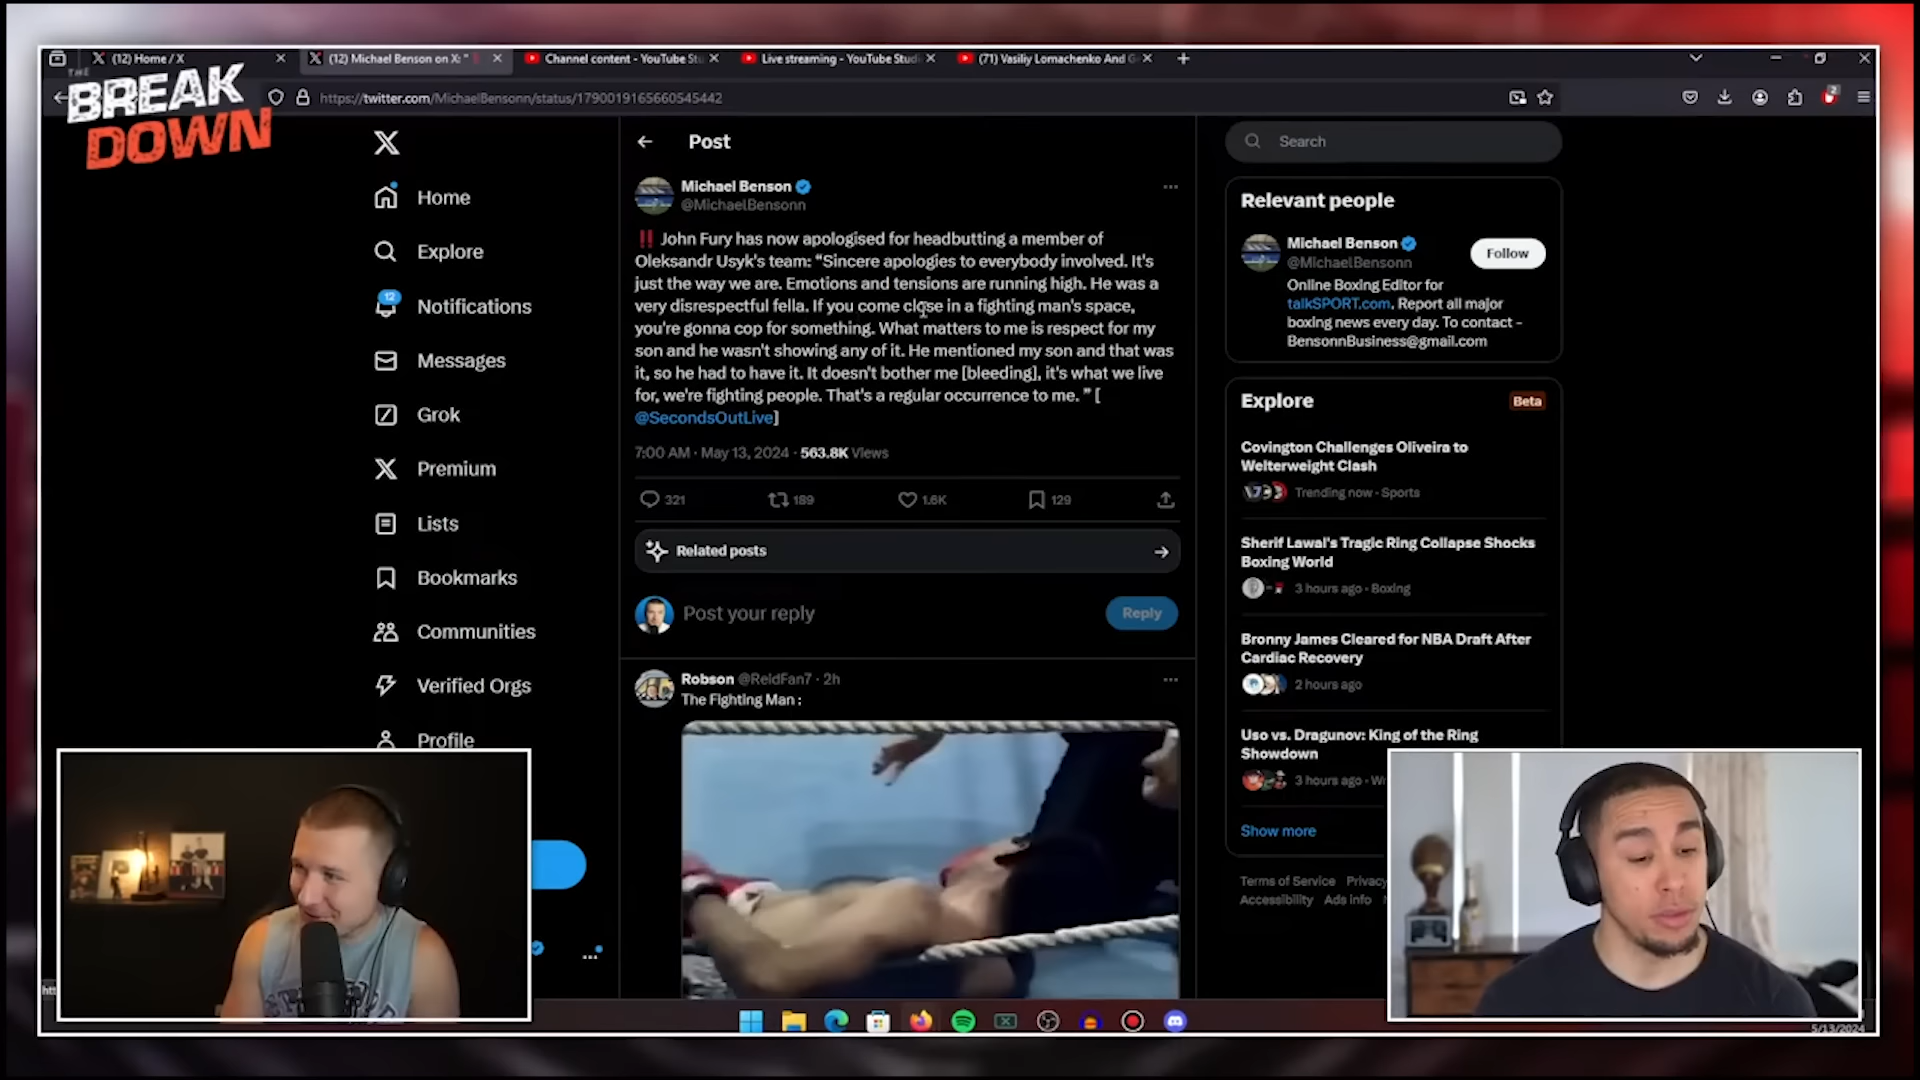 (12) Home / X
(12) Michael Benson on X: "
Channel content - YouTube St
Live streaming - YouTube Stud
(71) Vasiliy Lomachenko And G
THE
BREAK
DOWN
https://twitter.com/MichaelBensonn/status/1790019165660545442
2
Home
Explore
12
Notifications
Messages
Grok
Premium
Lists
Bookmarks
Communities
Verified Orgs
Profile
Post
Michael Benson
@MichaelBensonn
‼ John Fury has now apologised for headbutting a member of
Oleksandr Usyk's team: “Sincere apologies to everybody involved. It's
just the way we are. Emotions and tensions are running high. He was a
very disrespectful fella. If you come close in a fighting man's space,
you're gonna cop for something. What matters to me is respect for my
son and he wasn't showing any of it. He mentioned my son and that was
it, so he had to have it. It doesn't bother me [bleeding], it's what we live
for, we're fighting people. That's a regular occurrence to me. ” [
@SecondsOutLive]
7:00 AM · May 13, 2024 · 563.8K Views
321
189
1.6K
129
Related posts
Post your reply
Reply
Robson @ReidFan7 · 2h
The Fighting Man :
Search
Relevant people
Michael Benson
@MichaelBensonn
Follow
Online Boxing Editor for
talkSPORT.com. Report all major
boxing news every day. To contact -
BensonnBusiness@gmail.com
Explore
Beta
Covington Challenges Oliveira to
Welterweight Clash
Trending now · Sports
Sherif Lawal's Tragic Ring Collapse Shocks
Boxing World
3 hours ago · Boxing
Bronny James Cleared for NBA Draft After
Cardiac Recovery
2 hours ago
Uso vs. Dragunov: King of the Ring
Showdown
3 hours ago · W
Show more
Terms of Service Privacy
Accessibility Ads info
5/13/2024